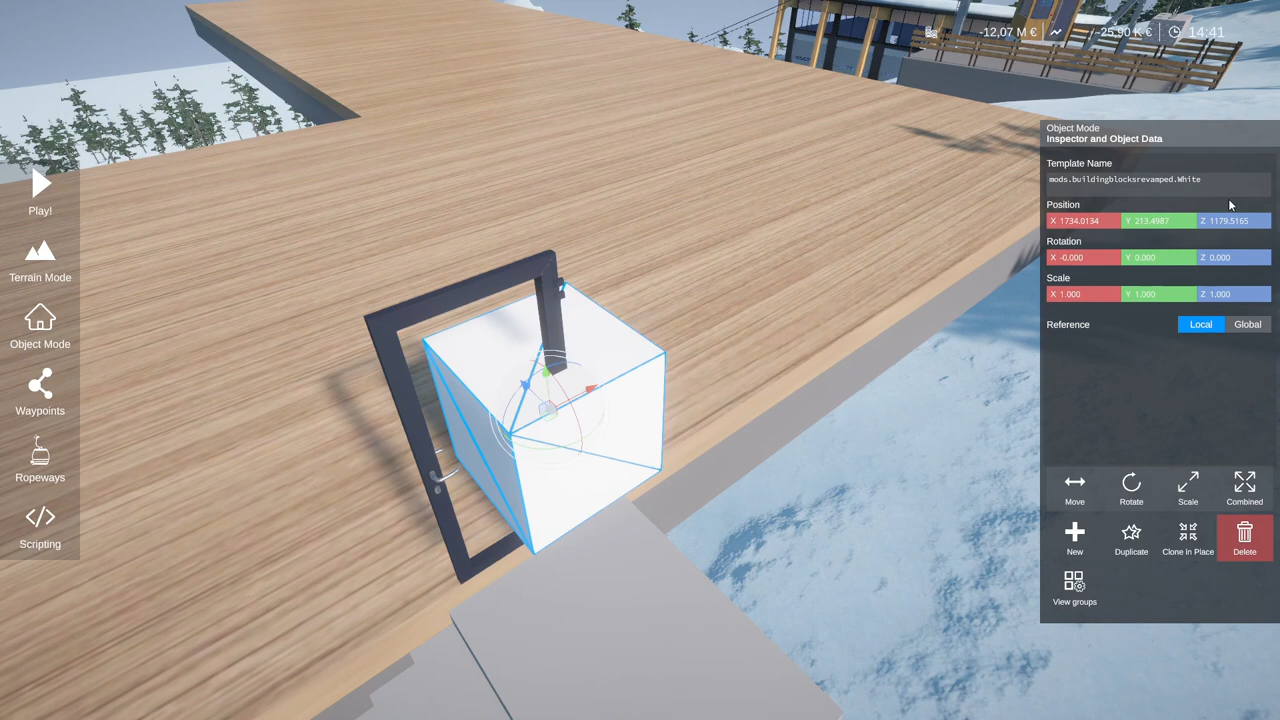 -12,07 M €
-25,90 K €
14:41
Play!
Terrain Mode
Object Mode
Waypoints
Ropeways
Scripting
Object Mode
Inspector and Object Data
Template Name
mods.buildingblocksrevamped.White
Position
X 1734.0134 Y 213.4987 Z 1179.5165
Rotation
X -0.000 Y 0.000 Z 0.000
Scale
X 1.000 Y 1.000 Z 1.000
Reference Local Global
Move Rotate Scale Combined
New Duplicate Clone in Place Delete
View groups